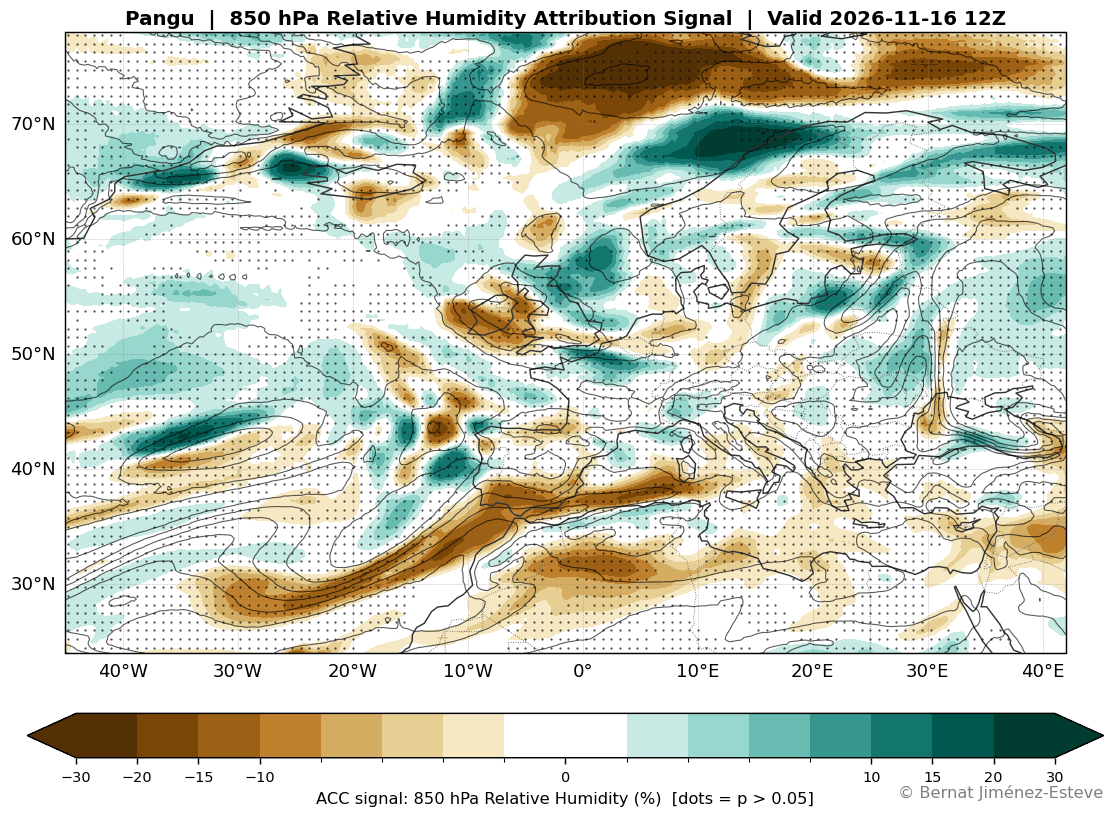 Pangu | 850 hPa Relative Humidity Attribution Signal | Valid 2026-11-16 12Z
70°N
60°N
50°N
40°N
30°N
40°W 30°W 20°W 10°W 0° 10°E 20°E 30°E 40°E
−30 −20 −15 −10 0 10 15 20 30
ACC signal: 850 hPa Relative Humidity (%) [dots = p > 0.05]
© Bernat Jiménez-Esteve